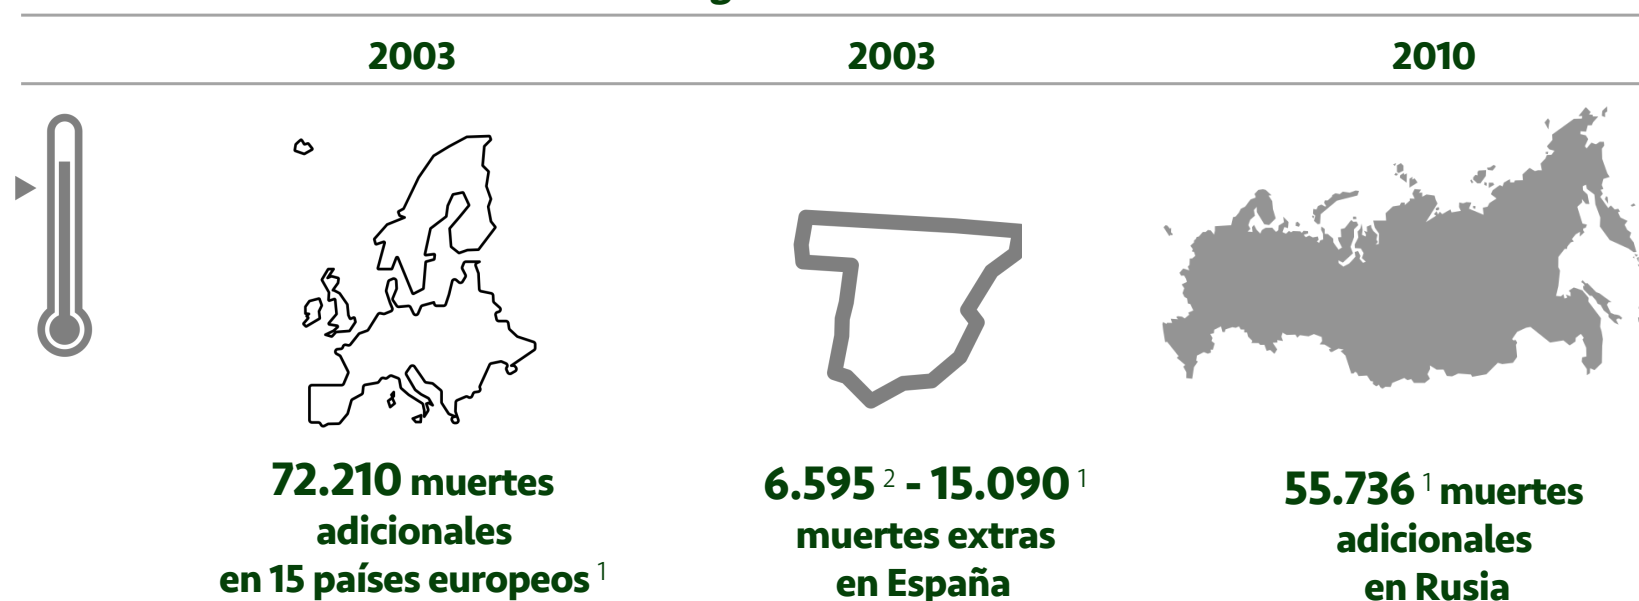 2003
2003
2010
72.210 muertes
adicionales
en 15 países europeos 1
6.595 2 - 15.090 1
muertes extras
en España
55.736 1 muertes
adicionales
en Rusia